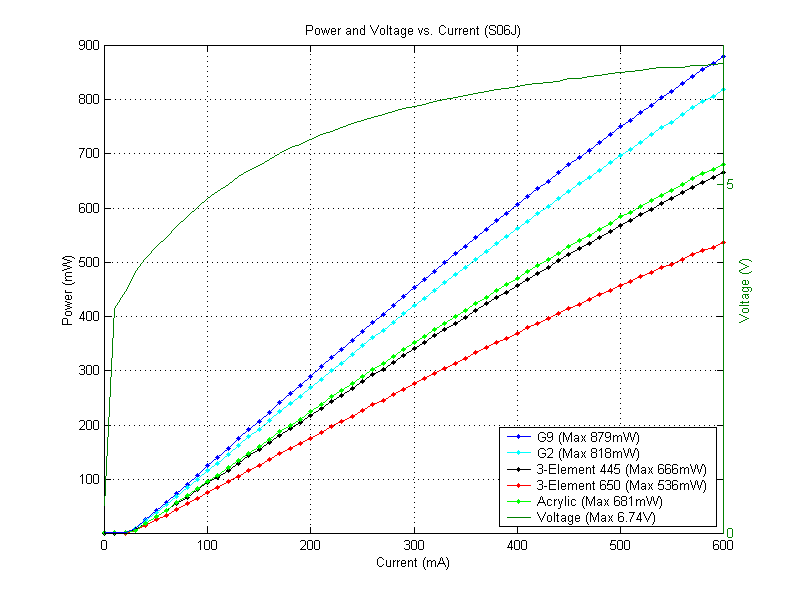 Power and Voltage vs. Current (S06J)
900
800
700
600
500
400
300
200
100
Power (mW)
5
0
Voltage (V)
G9 (Max 879mW)
G2 (Max 818mW)
3-Element 445 (Max 666mW)
3-Element 650 (Max 536mW)
Acrylic (Max 681mW)
Voltage (Max 6.74V)
0 100 200 300 400 500 600
Current (mA)